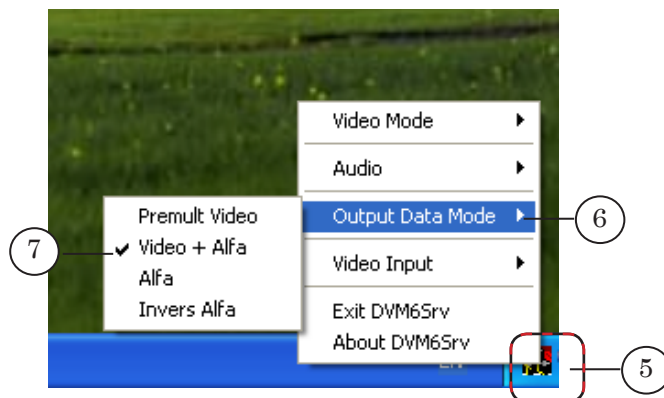 Video Mode
Audio
Output Data Mode
6
Premult Video
7
Video + Alfa
Video Input
Alfa
Invers Alfa
Exit DVM6Srv
About DVM6Srv
5